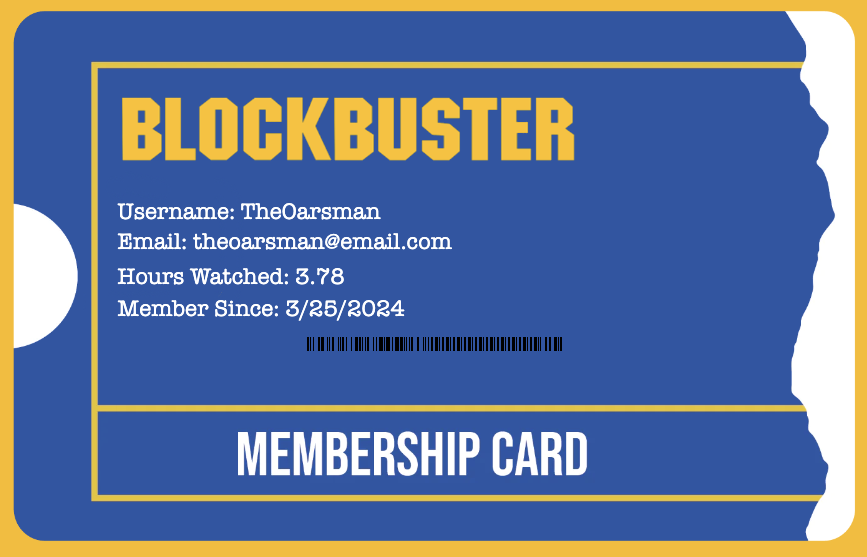 BLOCKBUSTER
Username: TheOarsman
Email: theoarsman@email.com
Hours Watched: 3.78
Member Since: 3/25/2024
MEMBERSHIP CARD